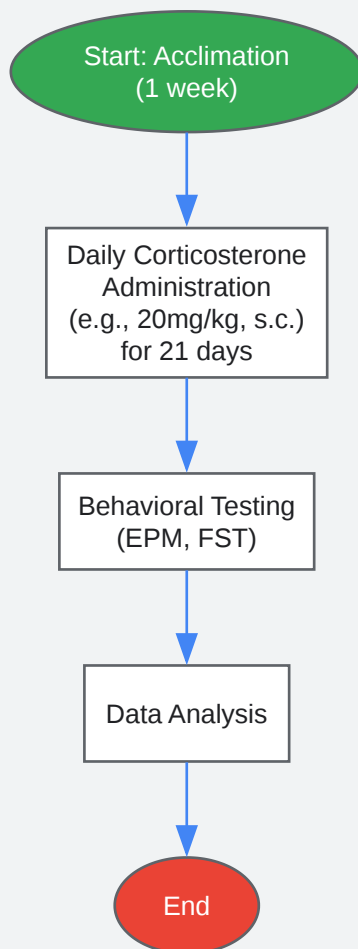 Start: Acclimation
(1 week)
Daily Corticosterone
Administration
(e.g., 20mg/kg, s.c.)
for 21 days
Behavioral Testing
(EPM, FST)
Data Analysis
End